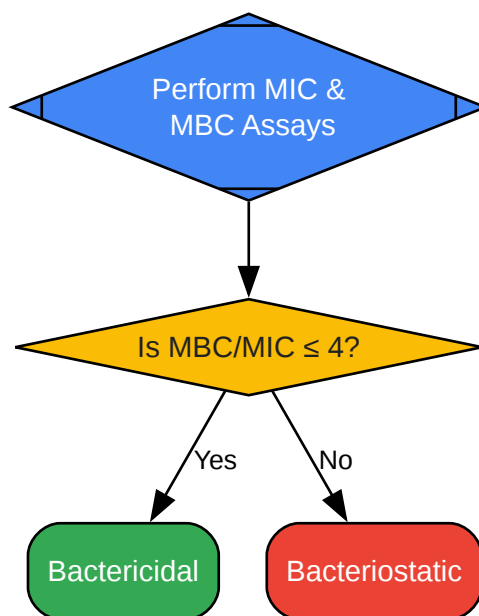 Perform MIC &
MBC Assays
Is MBC/MIC ≤ 4?
Yes
No
Bactericidal
Bacteriostatic